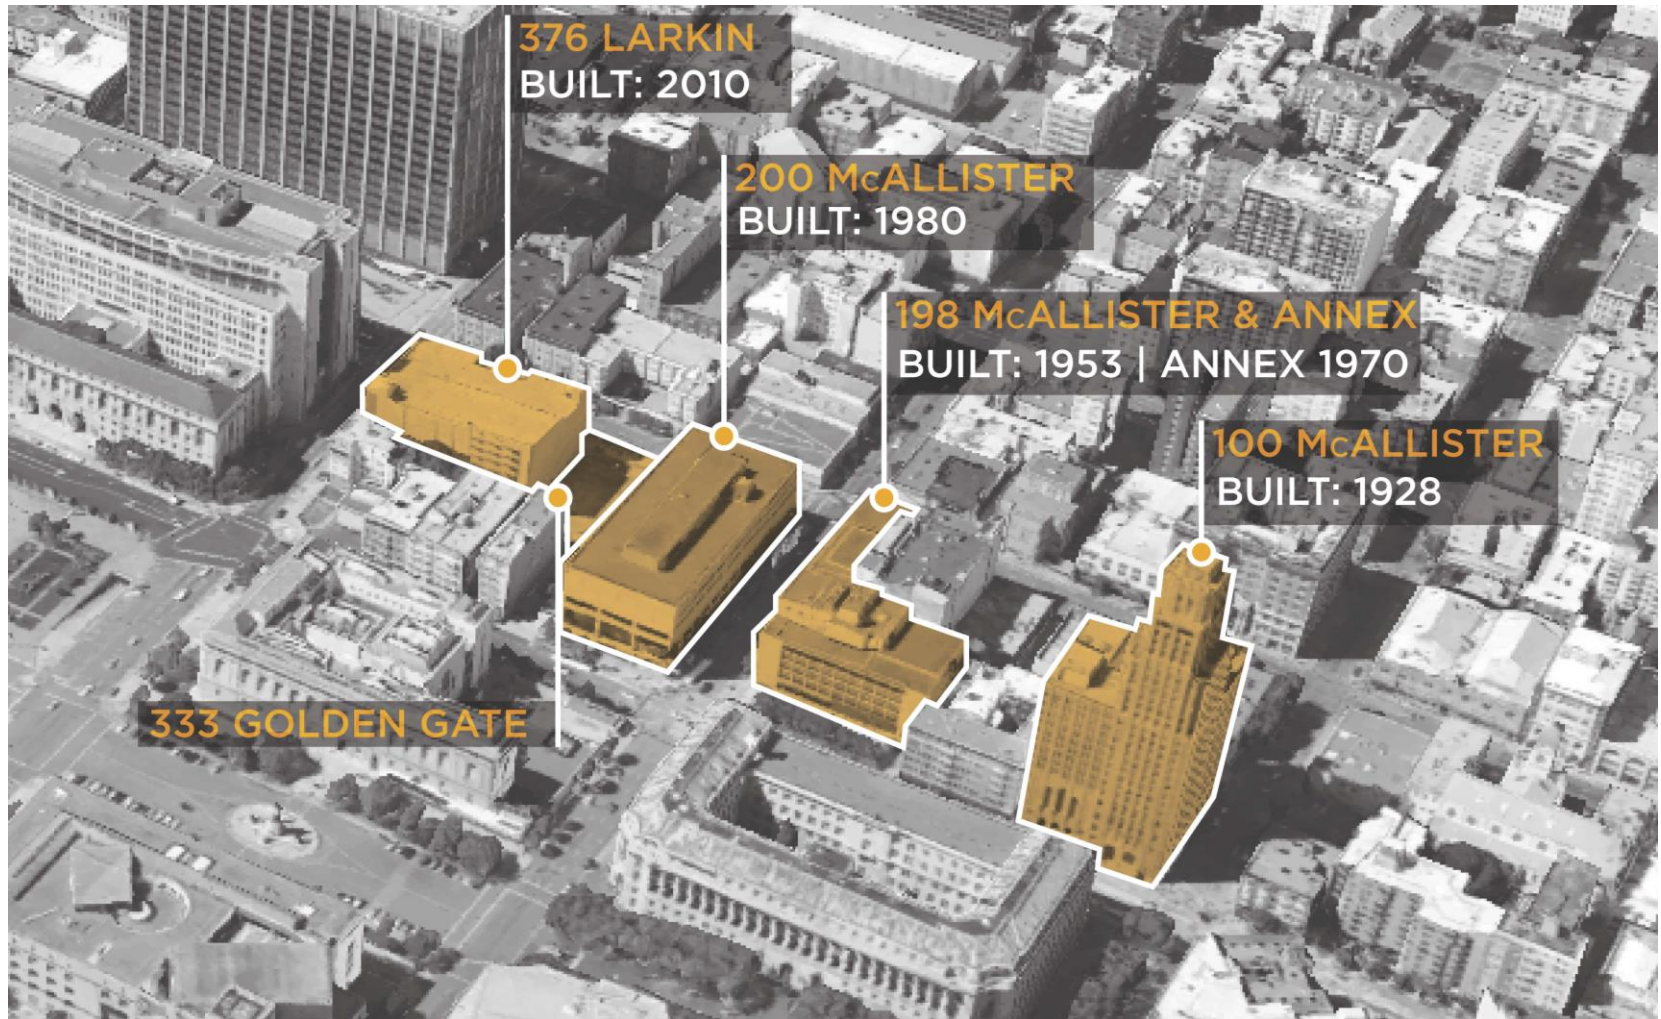 376 LARKIN
BUILT: 2010
200 McALLISTER
BUILT: 1980
198 McALLISTER & ANNEX
BUILT: 1953 | ANNEX 1970
100 McALLISTER
BUILT: 1928
333 GOLDEN GATE